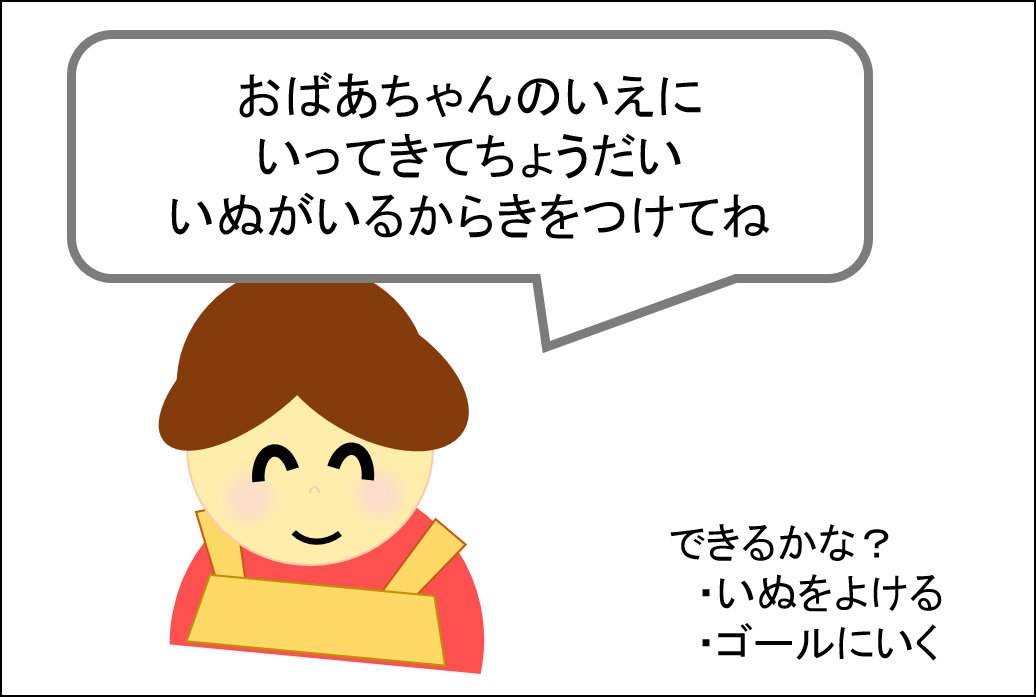 おばあちゃんのいえに
いってきてちょうだい
いぬがいるからきをつけてね
できるかな？
・いぬをよける
・ゴールにいく